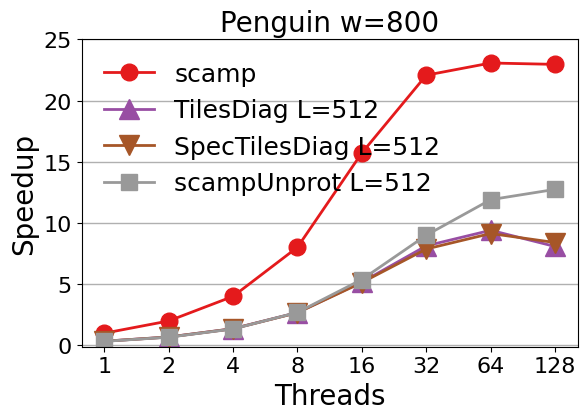 Penguin w=800
25
20
15
10
5
0
Speedup
scamp
TilesDiag L=512
SpecTilesDiag L=512
scampUnprot L=512
1 2 4 8 16 32 64 128
Threads